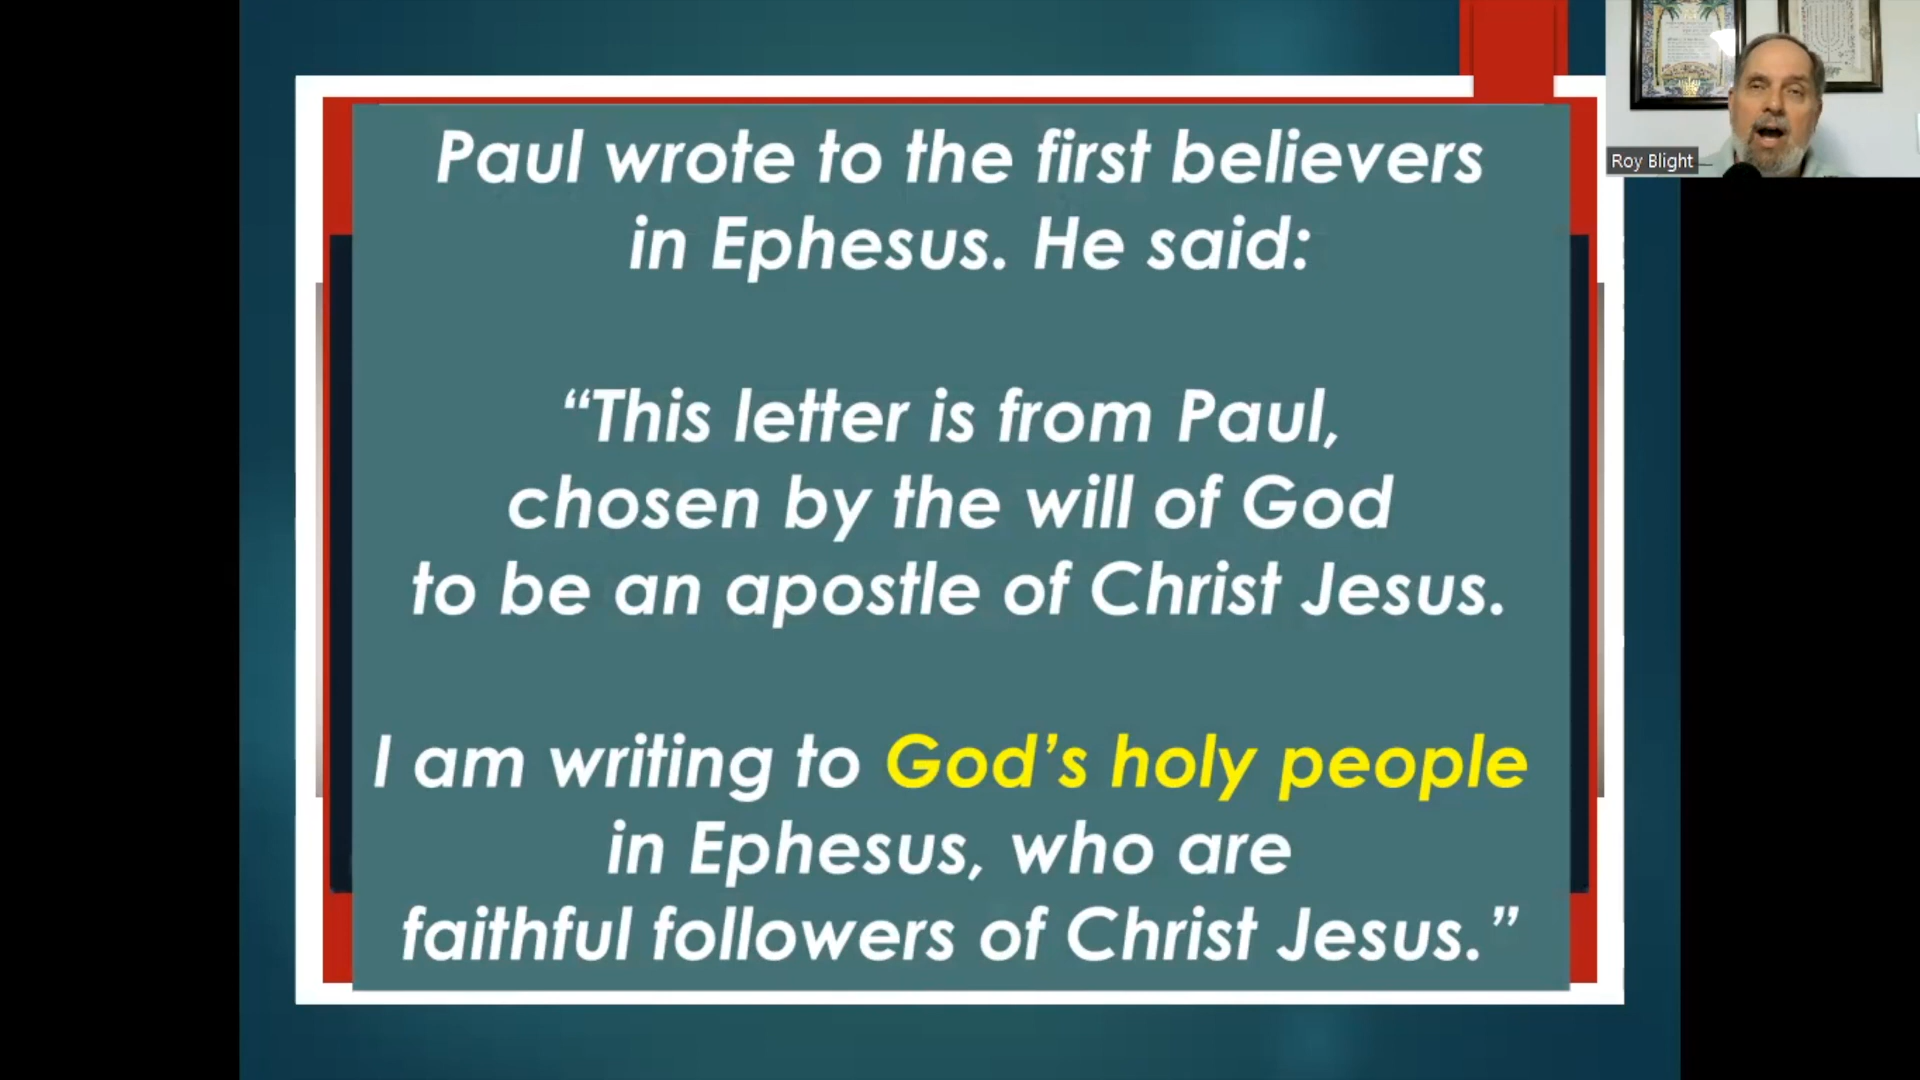 Paul wrote to the first believers
in Ephesus. He said:
“This letter is from Paul,
chosen by the will of God
to be an apostle of Christ Jesus.
I am writing to God’s holy people
in Ephesus, who are
faithful followers of Christ Jesus.”
Roy Blight